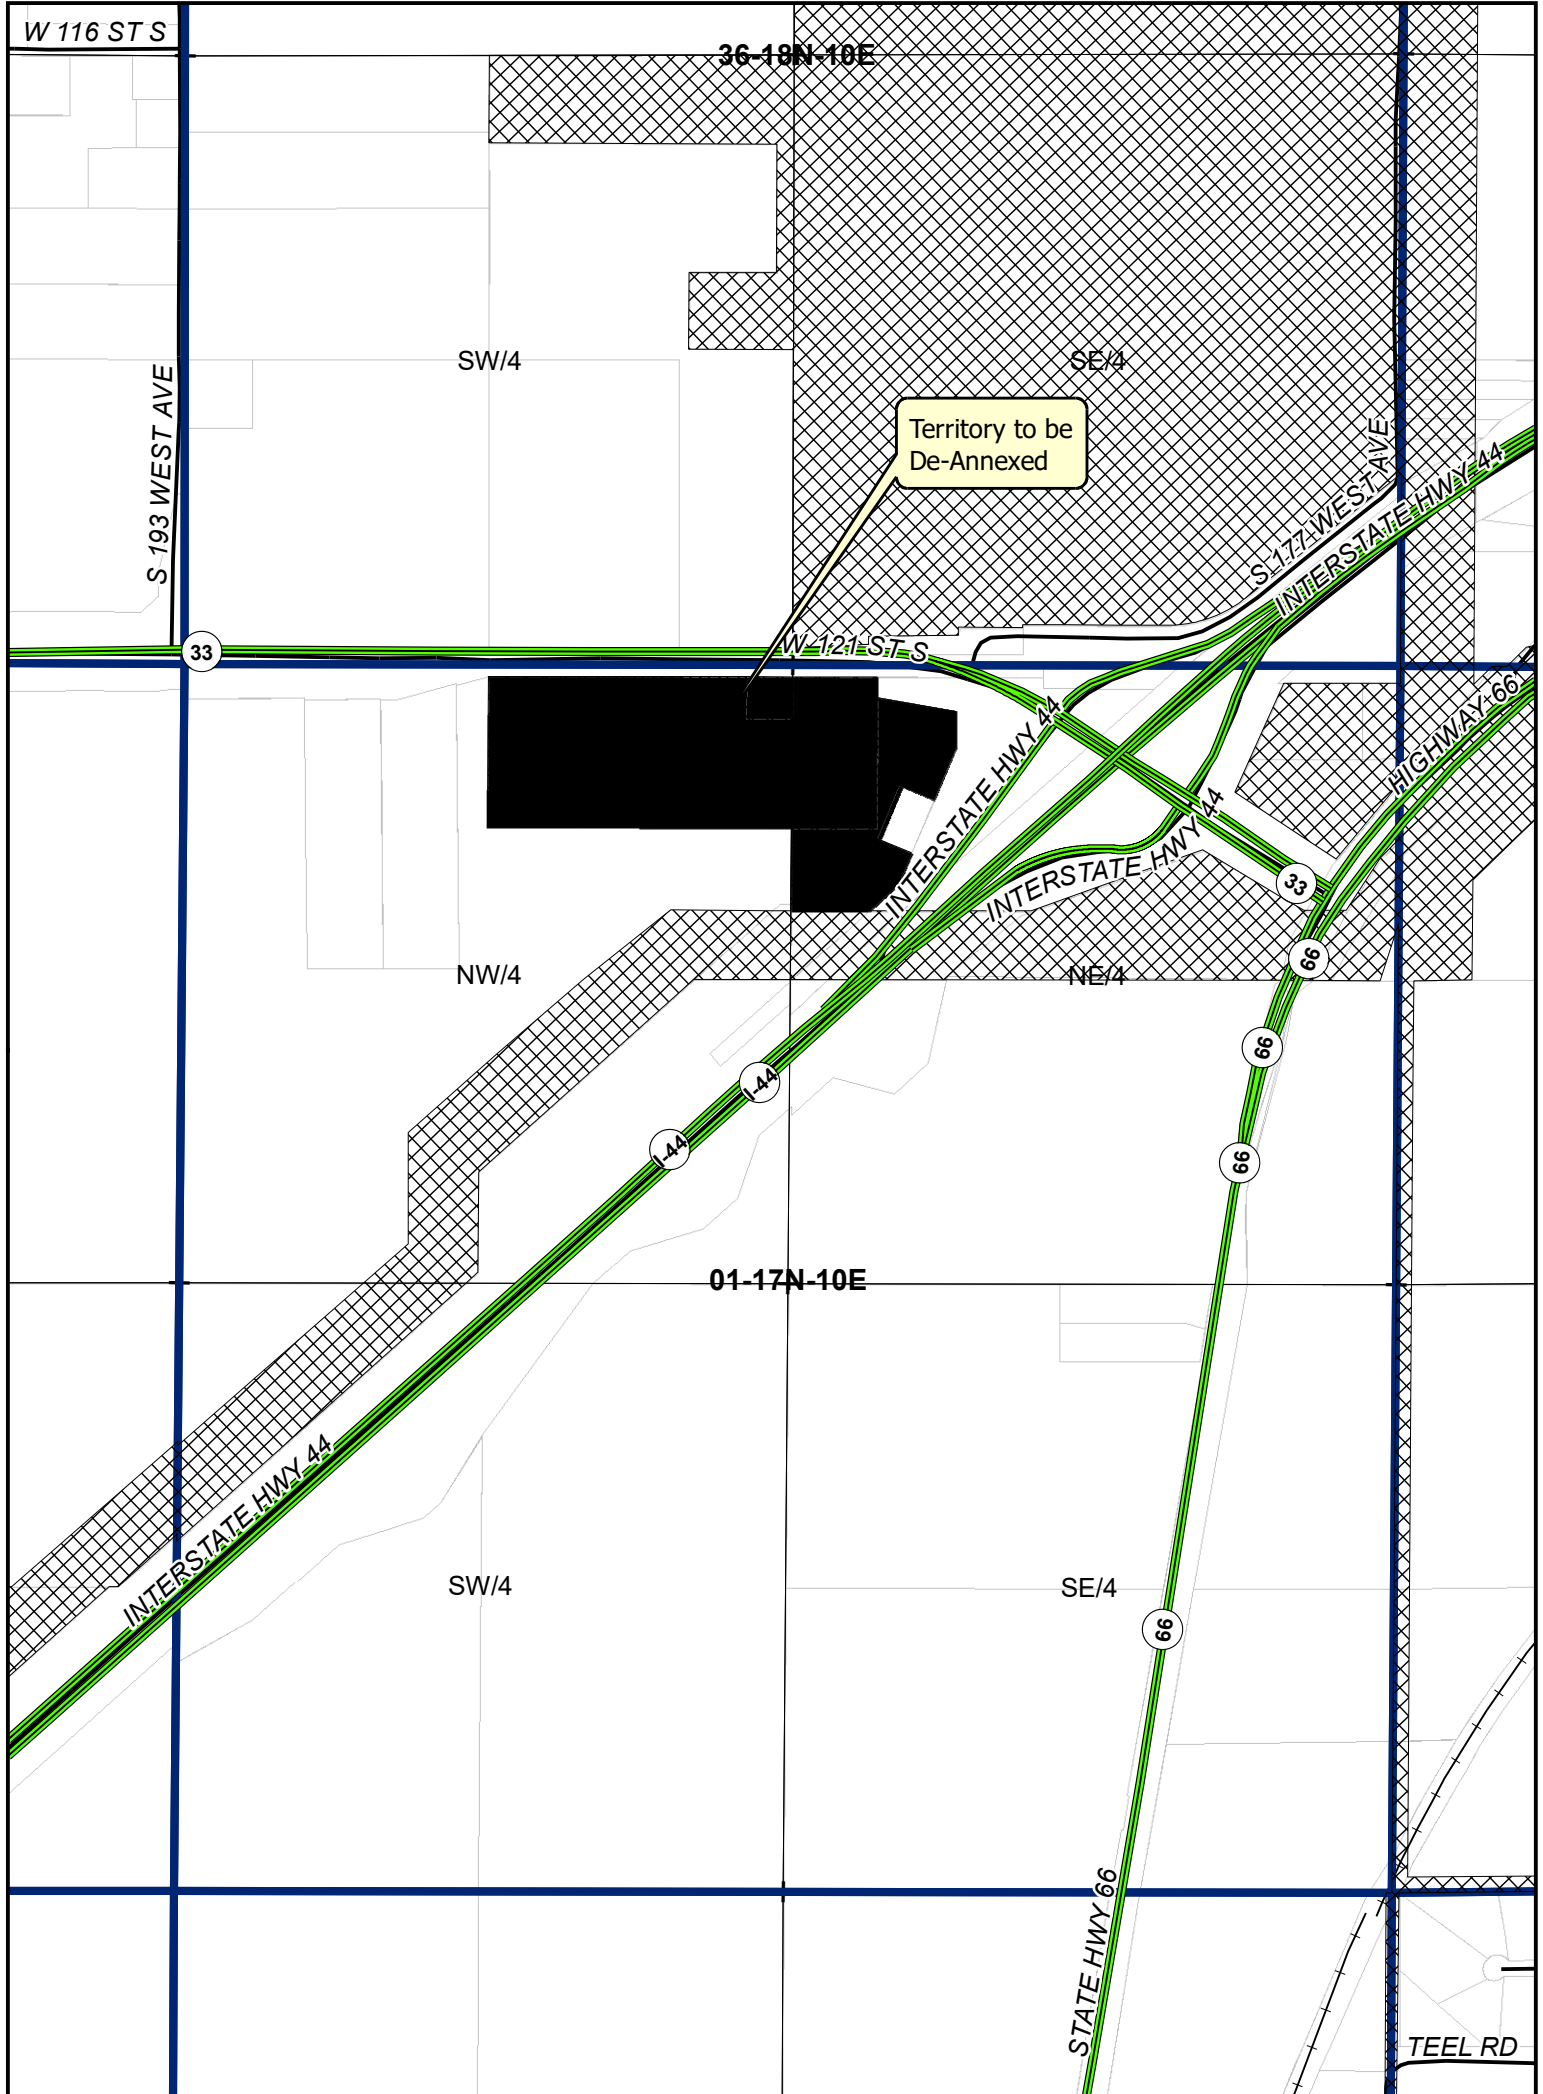 W 116 ST S
36-18N-10E
SW/4
SE/4
S 193 WEST AVE
Territory to be
De-Annexed
S 177 WEST AVE
INTERSTATE HWY 44
33
W 121 ST S
HIGHWAY 66
INTERSTATE HWY 44
INTERSTATE HWY 44
33
66
NW/4
NE/4
66
I-44
I-44
66
01-17N-10E
INTERSTATE HWY 44
SW/4
SE/4
66
STATE HWY 66
TEEL RD